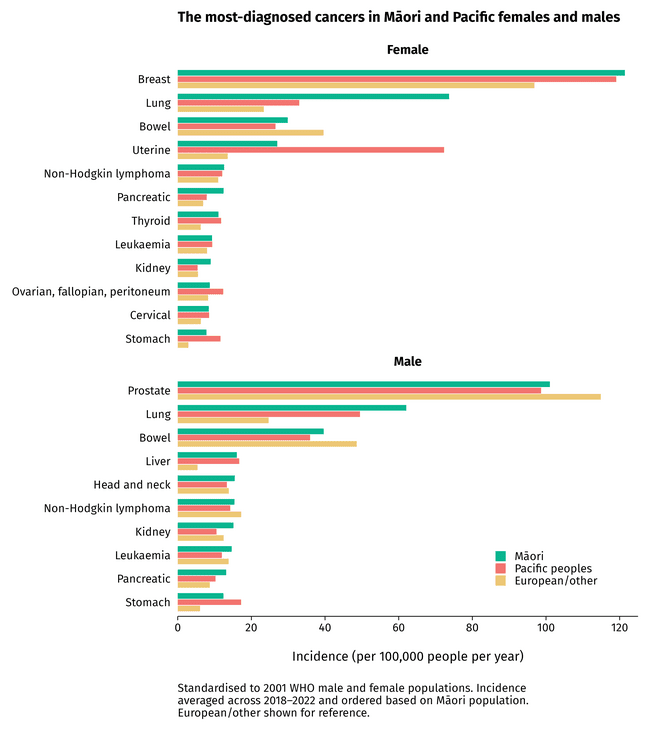 The most-diagnosed cancers in Māori and Pacific females and males
Female
Breast
Lung
Bowel
Uterine
Non-Hodgkin lymphoma
Pancreatic
Thyroid
Leukaemia
Kidney
Ovarian, fallopian, peritoneum
Cervical
Stomach
Male
Prostate
Lung
Bowel
Liver
Head and neck
Non-Hodgkin lymphoma
Kidney
Leukaemia
Pancreatic
Stomach
Māori
Pacific peoples
European/other
0 20 40 60 80 100 120
Incidence (per 100,000 people per year)
Standardised to 2001 WHO male and female populations. Incidence
averaged across 2018–2022 and ordered based on Māori population.
European/other shown for reference.